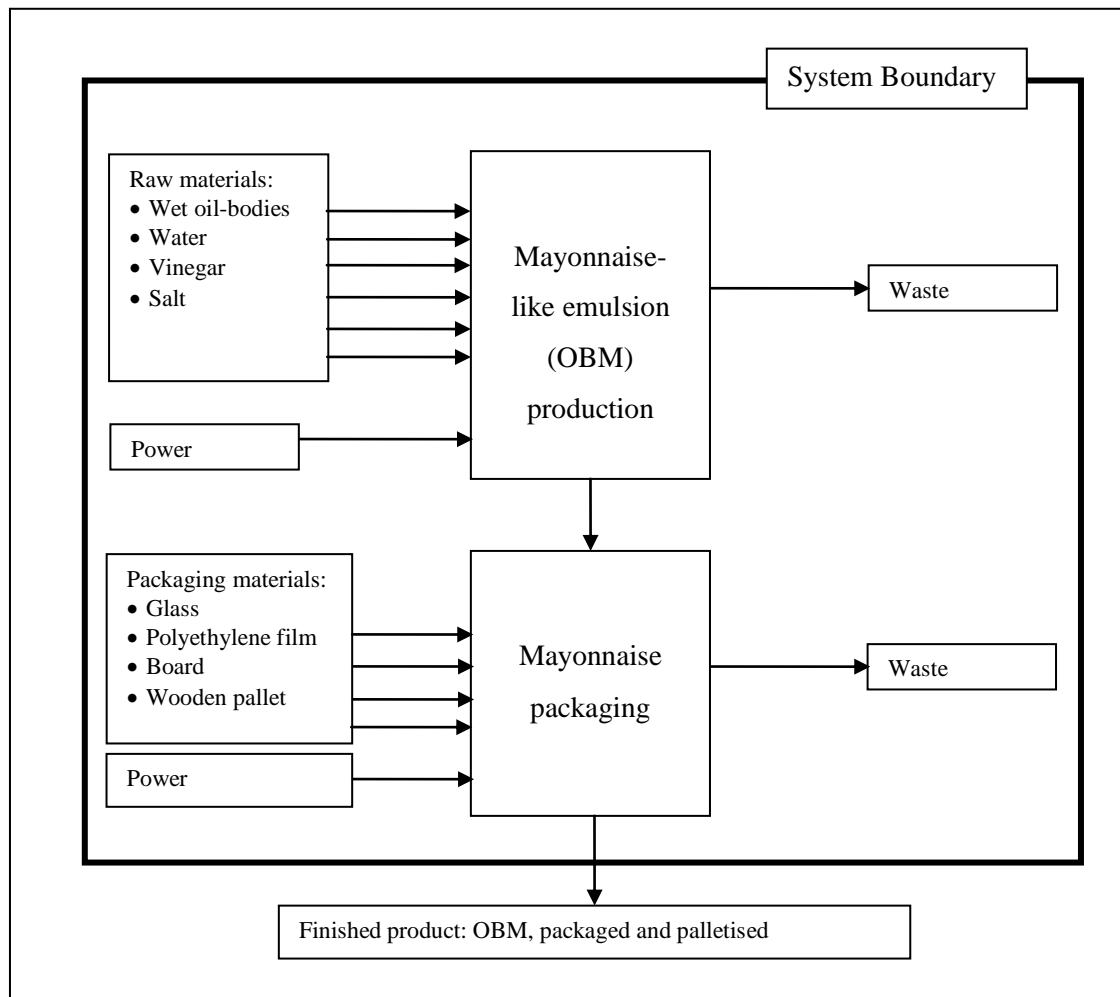 System Boundary
Raw materials:
• Wet oil-bodies
• Water
• Vinegar
• Salt
Mayonnaise-
like emulsion
(OBM)
production
Waste
Power
Packaging materials:
• Glass
• Polyethylene film
• Board
• Wooden pallet
Mayonnaise
packaging
Waste
Power
Finished product: OBM, packaged and palletised